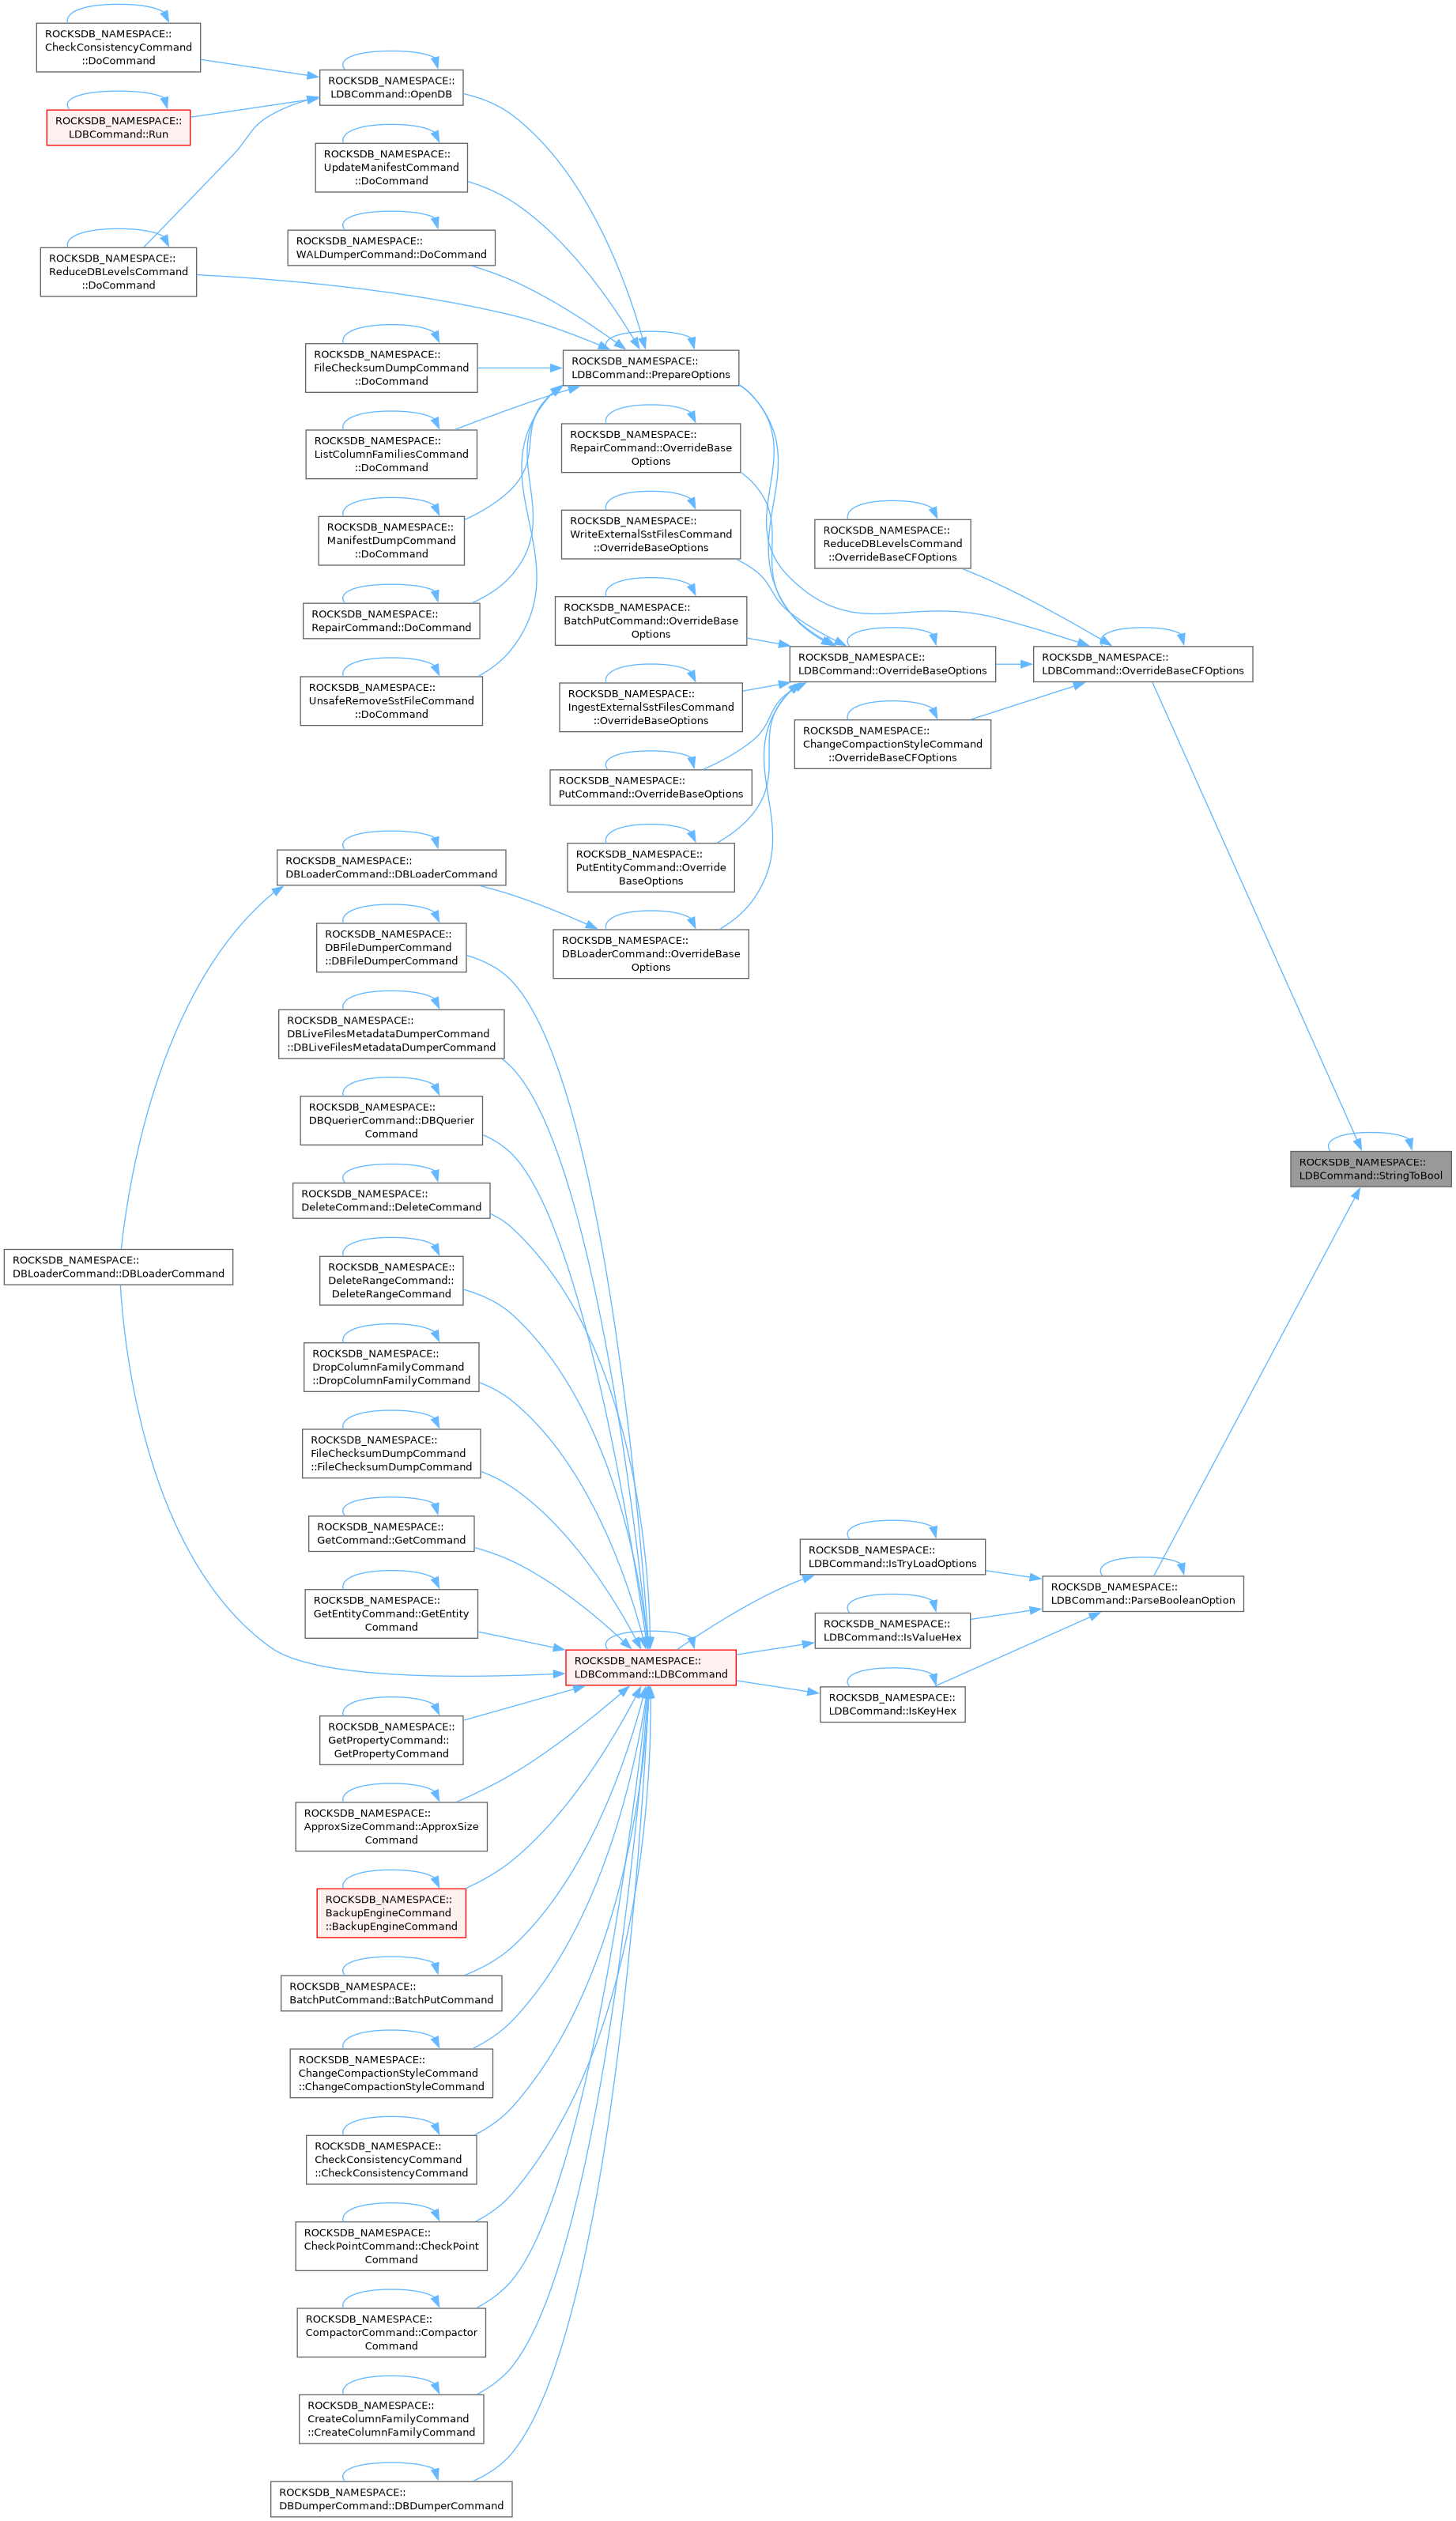 ROCKSDB_NAMESPACE::
CheckConsistencyCommand
::DoCommand
ROCKSDB_NAMESPACE::
LDBCommand::OpenDB
ROCKSDB_NAMESPACE::
LDBCommand::Run
ROCKSDB_NAMESPACE::
UpdateManifestCommand
::DoCommand
ROCKSDB_NAMESPACE::
WALDumperCommand::DoCommand
ROCKSDB_NAMESPACE::
ReduceDBLevelsCommand
::DoCommand
ROCKSDB_NAMESPACE::
FileChecksumDumpCommand
::DoCommand
ROCKSDB_NAMESPACE::
LDBCommand::PrepareOptions
ROCKSDB_NAMESPACE::
ListColumnFamiliesCommand
::DoCommand
ROCKSDB_NAMESPACE::
RepairCommand::OverrideBase
Options
ROCKSDB_NAMESPACE::
ManifestDumpCommand
::DoCommand
ROCKSDB_NAMESPACE::
WriteExternalSstFilesCommand
::OverrideBaseOptions
ROCKSDB_NAMESPACE::
ReduceDBLevelsCommand
::OverrideBaseCFOptions
ROCKSDB_NAMESPACE::
RepairCommand::DoCommand
ROCKSDB_NAMESPACE::
BatchPutCommand::OverrideBase
Options
ROCKSDB_NAMESPACE::
LDBCommand::OverrideBaseOptions
ROCKSDB_NAMESPACE::
LDBCommand::OverrideBaseCFOptions
ROCKSDB_NAMESPACE::
UnsafeRemoveSstFileCommand
::DoCommand
ROCKSDB_NAMESPACE::
IngestExternalSstFilesCommand
::OverrideBaseOptions
ROCKSDB_NAMESPACE::
ChangeCompactionStyleCommand
::OverrideBaseCFOptions
ROCKSDB_NAMESPACE::
PutCommand::OverrideBaseOptions
ROCKSDB_NAMESPACE::
DBLoaderCommand::DBLoaderCommand
ROCKSDB_NAMESPACE::
PutEntityCommand::Override
BaseOptions
ROCKSDB_NAMESPACE::
DBFileDumperCommand
::DBFileDumperCommand
ROCKSDB_NAMESPACE::
DBLoaderCommand::OverrideBase
Options
ROCKSDB_NAMESPACE::
DBLiveFilesMetadataDumperCommand
::DBLiveFilesMetadataDumperCommand
ROCKSDB_NAMESPACE::
DBQuerierCommand::DBQuerier
Command
ROCKSDB_NAMESPACE::
LDBCommand::StringToBool
ROCKSDB_NAMESPACE::
DeleteCommand::DeleteCommand
ROCKSDB_NAMESPACE::
DBLoaderCommand::DBLoaderCommand
ROCKSDB_NAMESPACE::
DeleteRangeCommand::
DeleteRangeCommand
ROCKSDB_NAMESPACE::
DropColumnFamilyCommand
::DropColumnFamilyCommand
ROCKSDB_NAMESPACE::
FileChecksumDumpCommand
::FileChecksumDumpCommand
ROCKSDB_NAMESPACE::
GetCommand::GetCommand
ROCKSDB_NAMESPACE::
LDBCommand::IsTryLoadOptions
ROCKSDB_NAMESPACE::
LDBCommand::ParseBooleanOption
ROCKSDB_NAMESPACE::
GetEntityCommand::GetEntity
Command
ROCKSDB_NAMESPACE::
LDBCommand::IsValueHex
ROCKSDB_NAMESPACE::
LDBCommand::LDBCommand
ROCKSDB_NAMESPACE::
LDBCommand::IsKeyHex
ROCKSDB_NAMESPACE::
GetPropertyCommand::
GetPropertyCommand
ROCKSDB_NAMESPACE::
ApproxSizeCommand::ApproxSize
Command
ROCKSDB_NAMESPACE::
BackupEngineCommand
::BackupEngineCommand
ROCKSDB_NAMESPACE::
BatchPutCommand::BatchPutCommand
ROCKSDB_NAMESPACE::
ChangeCompactionStyleCommand
::ChangeCompactionStyleCommand
ROCKSDB_NAMESPACE::
CheckConsistencyCommand
::CheckConsistencyCommand
ROCKSDB_NAMESPACE::
CheckPointCommand::CheckPoint
Command
ROCKSDB_NAMESPACE::
CompactorCommand::Compactor
Command
ROCKSDB_NAMESPACE::
CreateColumnFamilyCommand
::CreateColumnFamilyCommand
ROCKSDB_NAMESPACE::
DBDumperCommand::DBDumperCommand